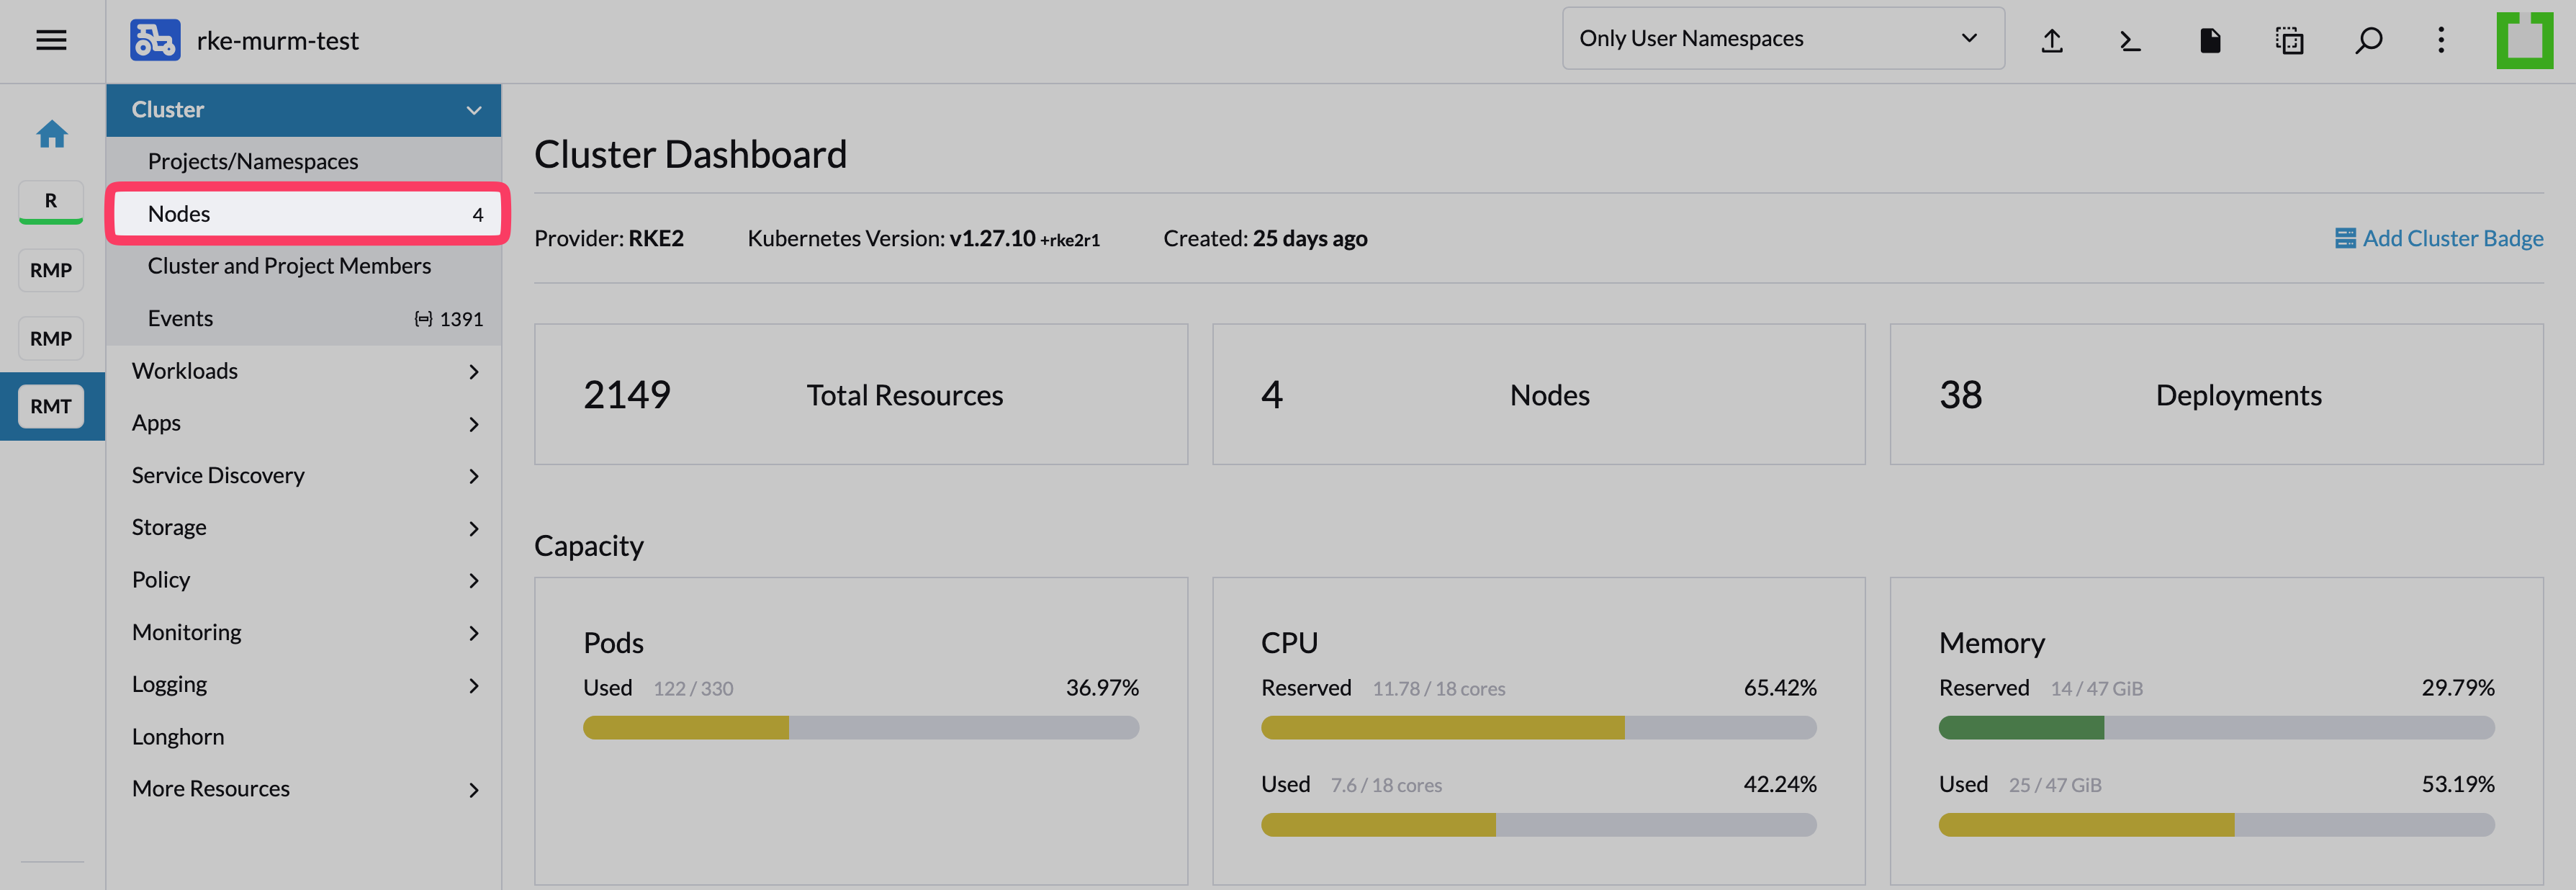 rke-murm-test
Only User Namespaces
R
RMP
RMP
RMT
Cluster
Projects/Namespaces
Nodes 4
Cluster and Project Members
Events 1391
Workloads
Apps
Service Discovery
Storage
Policy
Monitoring
Logging
Longhorn
More Resources
Cluster Dashboard
Provider: RKE2 Kubernetes Version: v1.27.10 +rke2r1 Created: 25 days ago Add Cluster Badge
2149 Total Resources
4 Nodes
38 Deployments
Capacity
Pods
Used 122 / 330 36.97%
CPU
Reserved 11.78 / 18 cores 65.42%
Used 7.6 / 18 cores 42.24%
Memory
Reserved 14 / 47 GiB 29.79%
Used 25 / 47 GiB 53.19%